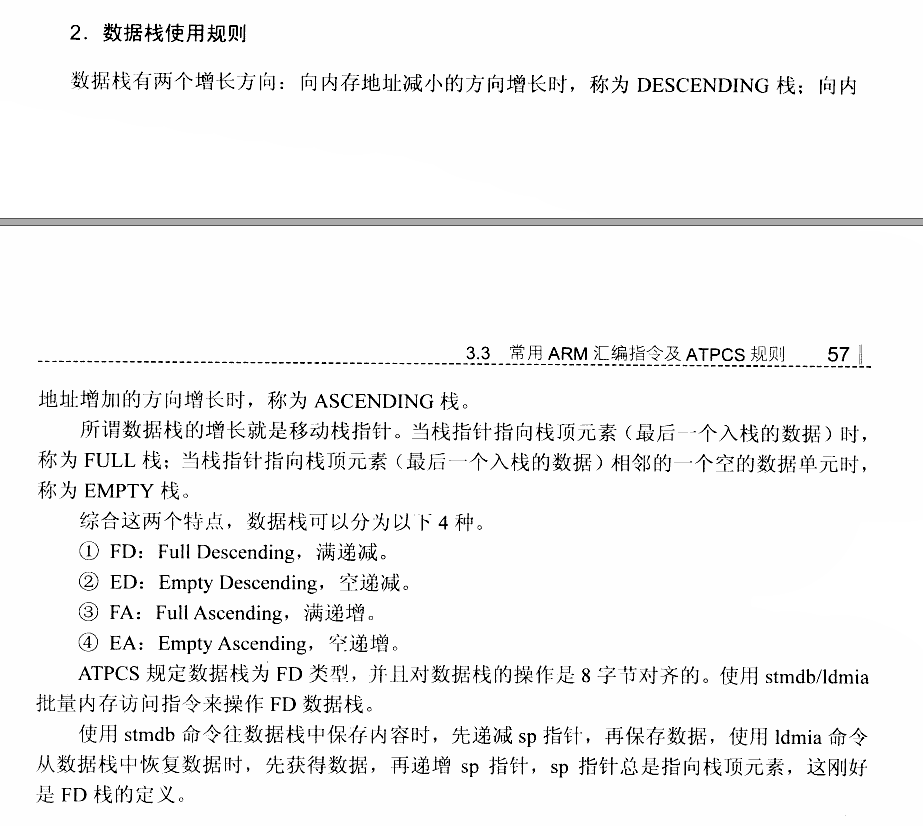 2. 数据栈使用规则
数据栈有两个增长方向：向内存地址减小的方向增长时，称为 DESCENDING 栈；向内
3.3 常用 ARM 汇编指令及 ATPCS 规则 57
地址增加的方向增长时，称为 ASCENDING 栈。
所谓数据栈的增长就是移动栈指针。当栈指针指向栈顶元素（最后一个入栈的数据）时，
称为 FULL 栈；当栈指针指向栈顶元素（最后一个入栈的数据）相邻的一个空的数据单元时，
称为 EMPTY 栈。
综合这两个特点，数据栈可以分为以下 4 种。
① FD：Full Descending，满递减。
② ED：Empty Descending，空递减。
③ FA：Full Ascending，满递增。
④ EA：Empty Ascending，空递增。
ATPCS 规定数据栈为 FD 类型，并且对数据栈的操作是 8 字节对齐的。使用 stmdb/ldmia
批量内存访问指令来操作 FD 数据栈。
使用 stmdb 命令往数据栈中保存内容时，先递减 sp 指针，再保存数据，使用 ldmia 命令
从数据栈中恢复数据时，先获得数据，再递增 sp 指针，sp 指针总是指向栈顶元素，这刚好
是 FD 栈的定义。